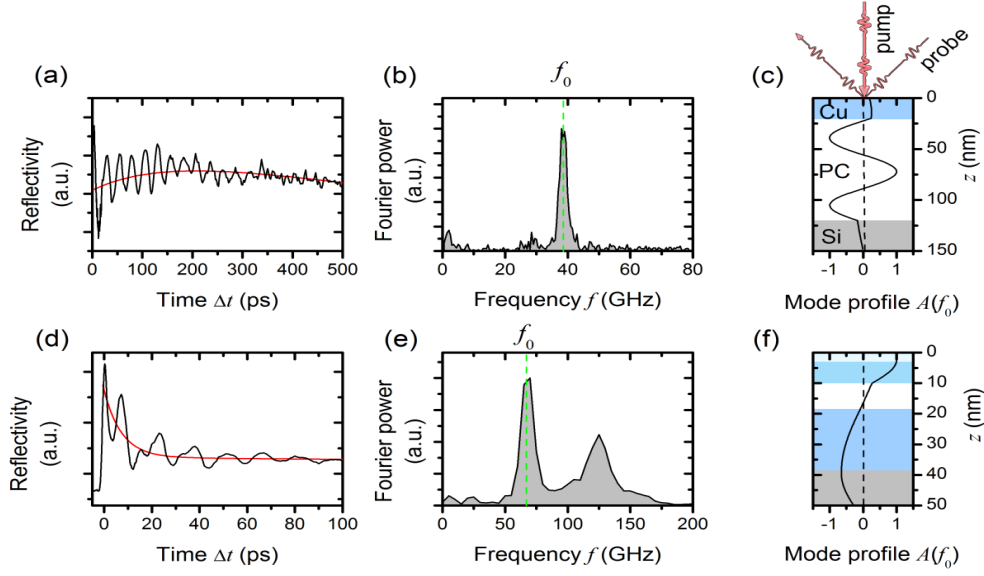 (a)
Reflectivity
(a.u.)
0 100 200 300 400 500
Time Δt (ps)
(b)
f0
Fourier power
(a.u.)
0 20 40 60 80
Frequency f (GHz)
pump
probe
(c)
Cu
PC
Si
0
50
100
150
z (nm)
-1 0 1
Mode profile A(f0)
(d)
Reflectivity
(a.u.)
0 20 40 60 80 100
Time Δt (ps)
(e)
f0
Fourier power
(a.u.)
0 50 100 150 200
Frequency f (GHz)
(f)
0
10
20
30
40
50
z (nm)
-1 0 1
Mode profile A(f0)